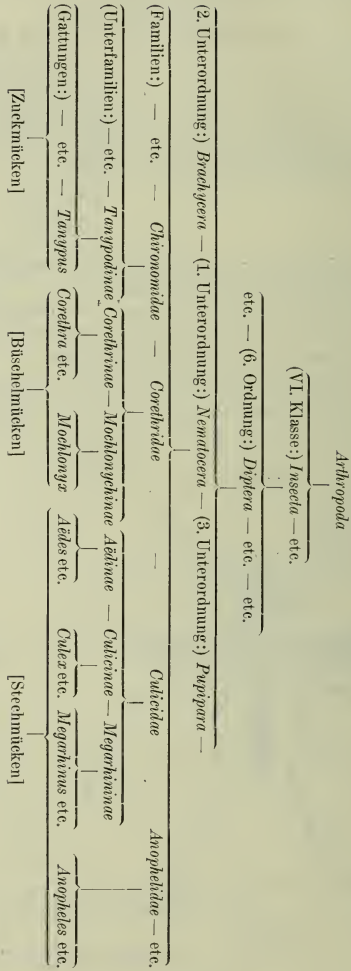 Arthropoda
(VI. Klasse:) Insecta — etc.
etc. — (6. Ordnung:) Diptera — etc. — etc.
(2. Unterordnung:) Brachycera — (1. Unterordnung:) Nematocera — (3. Unterordnung:) Pupipara —
(Familien:) — etc. — Chironomidae — Corethridae — Culicidae Anophelidae — etc.
(Unterfamilien:) — etc. — Tanypodinae Corethrinae — Mochlonychinae Aëdinae — Culicinae — Megarhininae
(Gattungen:) — etc. — Tanypus Corethra etc. Mochlonyx Aëdes etc. Culex etc. Megarhinus etc. Anopheles etc.
[Zuckmücken] [Büschelmücken] [Stechmücken]